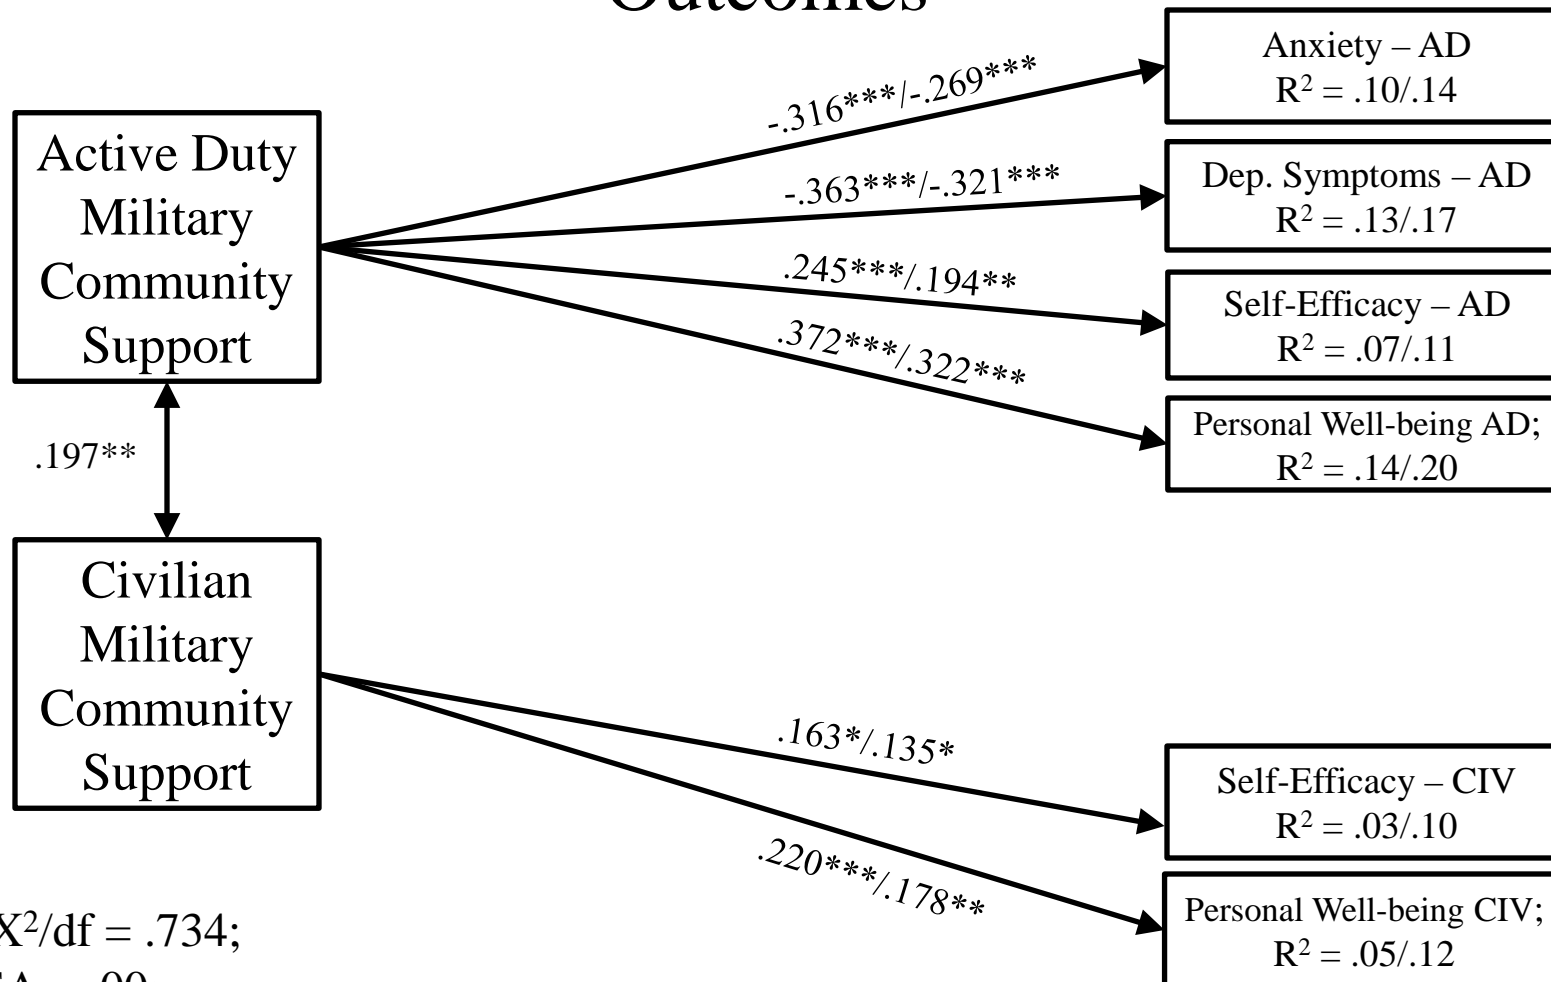 Outcomes
Anxiety – AD
R² = .10/.14
-.316***/-.269***
Active Duty
Military
Community
Support
Dep. Symptoms – AD
R² = .13/.17
-.363***/-.321***
.245***/.194**
Self-Efficacy – AD
R² = .07/.11
.372***/.322***
Personal Well-being AD;
R² = .14/.20
.197**
Civilian
Military
Community
Support
.163*/.135*
Self-Efficacy – CIV
R² = .03/.10
.220***/.178**
Personal Well-being CIV;
R² = .05/.12
X²/df = .734;